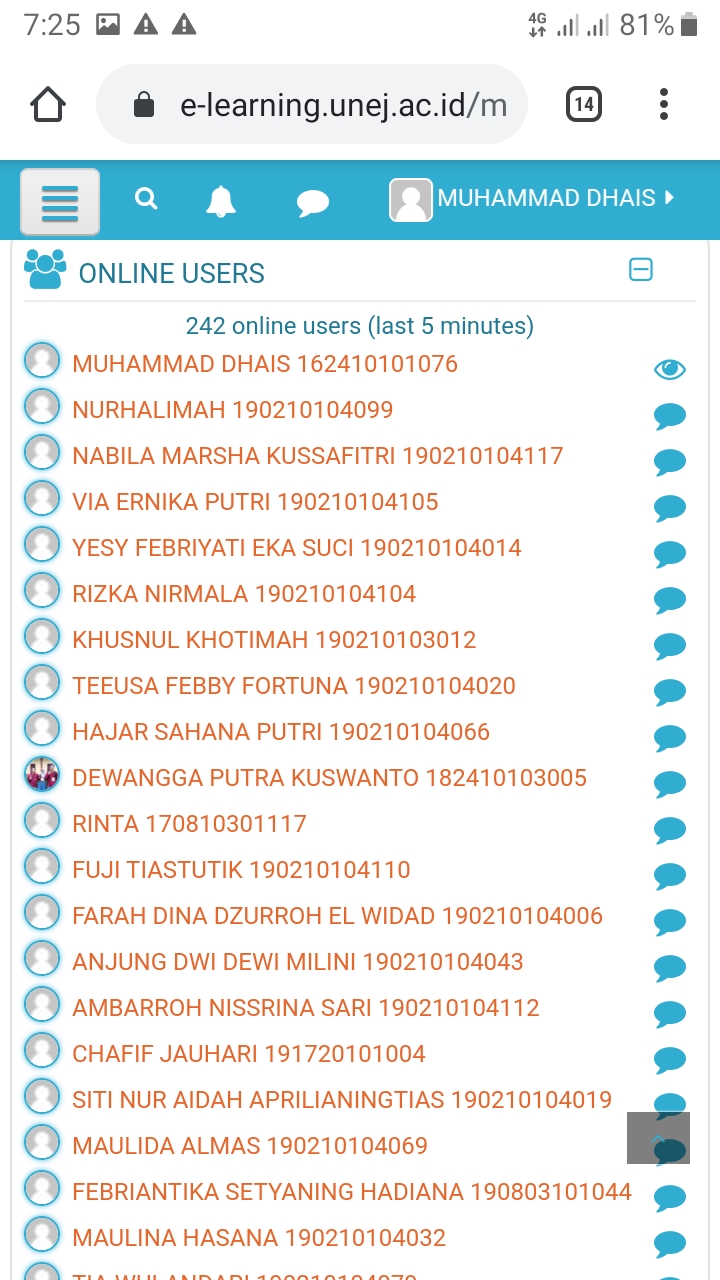 7:25 4G 81%
e-learning.unej.ac.id/m 14
MUHAMMAD DHAIS
ONLINE USERS
242 online users (last 5 minutes)
MUHAMMAD DHAIS 162410101076
NURHALIMAH 190210104099
NABILA MARSHA KUSSAFITRI 190210104117
VIA ERNIKA PUTRI 190210104105
YESY FEBRIYATI EKA SUCI 190210104014
RIZKA NIRMALA 190210104104
KHUSNUL KHOTIMAH 190210103012
TEEUSA FEBBY FORTUNA 190210104020
HAJAR SAHANA PUTRI 190210104066
DEWANGGA PUTRA KUSWANTO 182410103005
RINTA 170810301117
FUJI TIASTUTIK 190210104110
FARAH DINA DZURROH EL WIDAD 190210104006
ANJUNG DWI DEWI MILINI 190210104043
AMBARROH NISSRINA SARI 190210104112
CHAFIF JAUHARI 191720101004
SITI NUR AIDAH APRILIANINGTIAS 190210104019
MAULIDA ALMAS 190210104069
FEBRIANTIKA SETYANING HADIANA 190803101044
MAULINA HASANA 190210104032